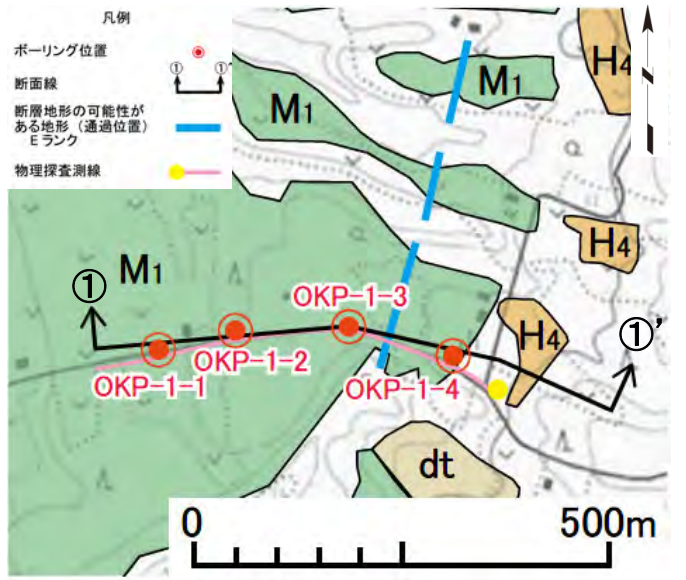 凡例
ボーリング位置
断面線
① ①’
断層地形の可能性が
ある地形（通過位置）
Eランク
物理探査測線
M1
M1
H4
H4
M1
①
OKP-1-3
OKP-1-2
OKP-1-1
OKP-1-4
H4
①’
dt
0 500m